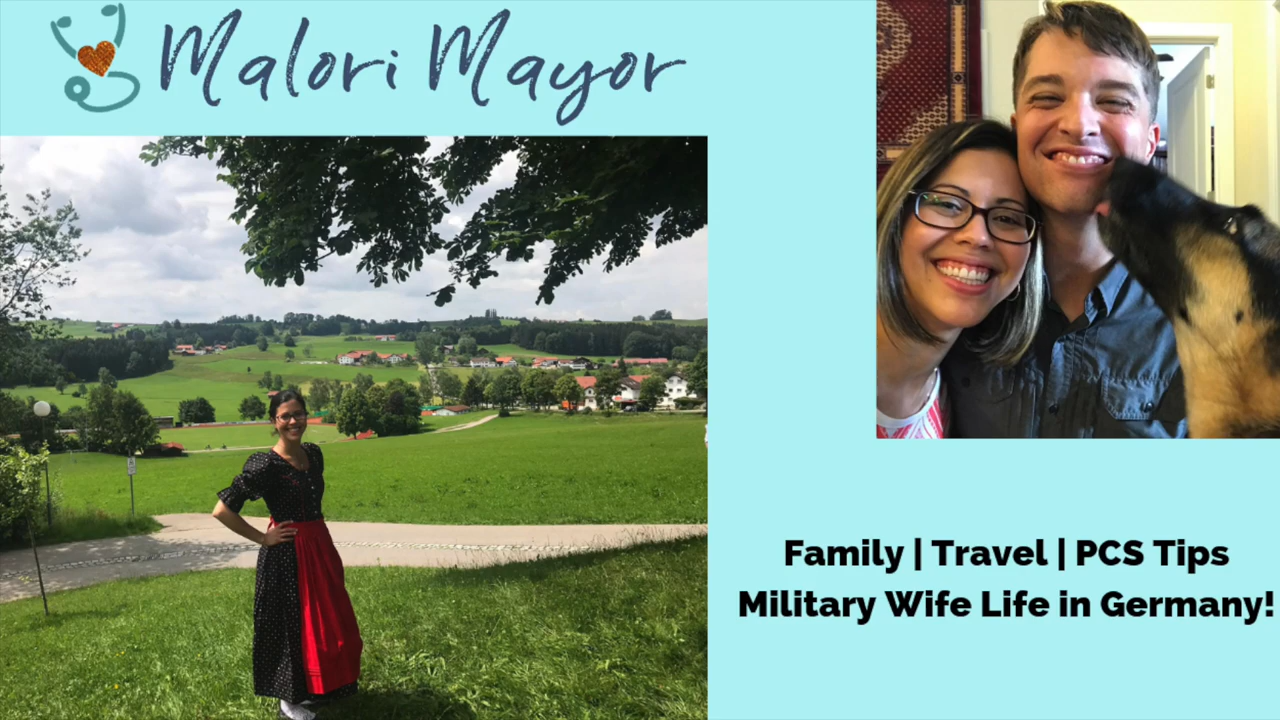 Malori Mayor
Family | Travel | PCS Tips
Military Wife Life in Germany!